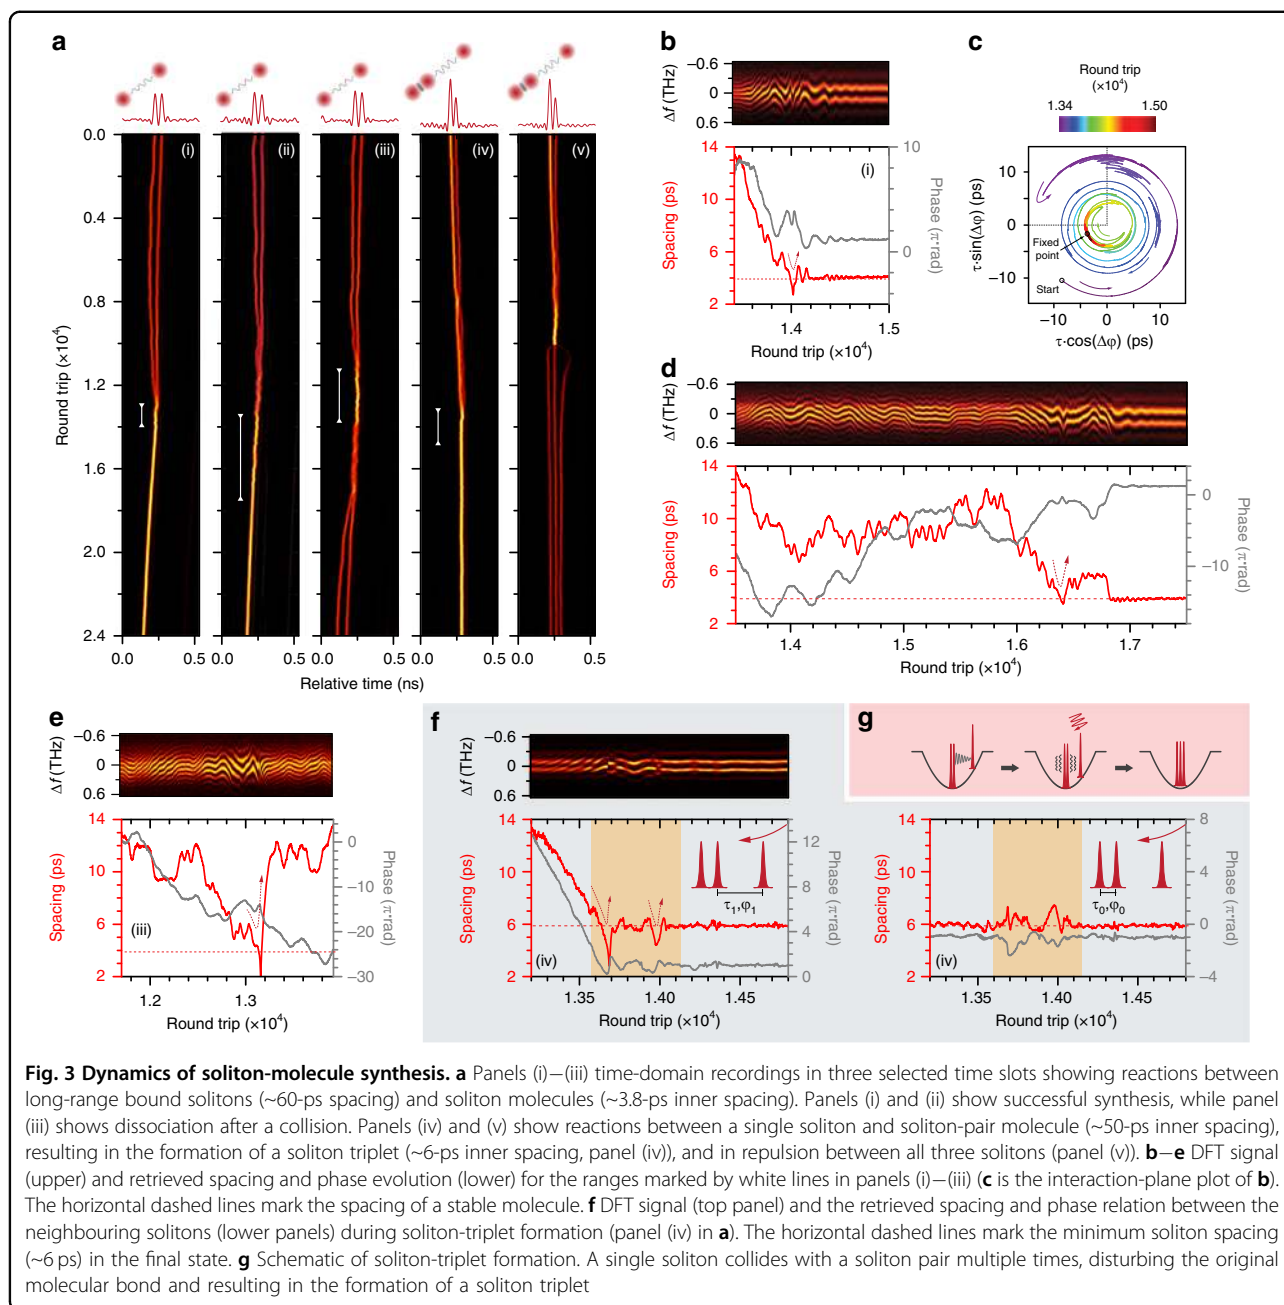 a
(i)
(ii)
(iii)
(iv)
(v)
0.0
0.4
0.8
1.2
1.6
2.0
2.4
Round trip (×10⁴)
0.0 0.5 0.0 0.5 0.0 0.5 0.0 0.5 0.0 0.5
Relative time (ns)
b
−0.6
0
0.6
Δf (THz)
14
10
6
2
Spacing (ps)
(i)
10
0
Phase (π·rad)
1.4 1.5
Round trip (×10⁴)
c
Round trip
(×10⁴)
1.34 1.50
10
0
−10
τ·sin(Δφ) (ps)
Fixed
point
Start
−10 0 10
τ·cos(Δφ) (ps)
d
−0.6
0
0.6
Δf (THz)
14
10
6
2
Spacing (ps)
0
−10
Phase (π·rad)
1.4 1.5 1.6 1.7
Round trip (×10⁴)
e
−0.6
0
0.6
Δf (THz)
14
10
6
2
Spacing (ps)
(iii)
0
−10
−20
−30
Phase (π·rad)
1.2 1.3
Round trip (×10⁴)
f
−0.6
0
0.6
Δf (THz)
14
10
6
2
Spacing (ps)
τ₁,φ₁
(iv)
12
8
4
0
Phase (π·rad)
1.35 1.40 1.45
Round trip (×10⁴)
g
14
10
6
2
Spacing (ps)
τ₀,φ₀
(iv)
8
4
0
−4
Phase (π·rad)
1.35 1.40 1.45
Round trip (×10⁴)
Fig. 3 Dynamics of soliton-molecule synthesis. a Panels (i)−(iii) time-domain recordings in three selected time slots showing reactions between
long-range bound solitons (~60-ps spacing) and soliton molecules (~3.8-ps inner spacing). Panels (i) and (ii) show successful synthesis, while panel
(iii) shows dissociation after a collision. Panels (iv) and (v) show reactions between a single soliton and soliton-pair molecule (~50-ps inner spacing),
resulting in the formation of a soliton triplet (~6-ps inner spacing, panel (iv)), and in repulsion between all three solitons (panel (v)). b−e DFT signal
(upper) and retrieved spacing and phase evolution (lower) for the ranges marked by white lines in panels (i)−(iii) (c is the interaction-plane plot of b).
The horizontal dashed lines mark the spacing of a stable molecule. f DFT signal (top panel) and the retrieved spacing and phase relation between the
neighbouring solitons (lower panels) during soliton-triplet formation (panel (iv) in a). The horizontal dashed lines mark the minimum soliton spacing
(~6 ps) in the final state. g Schematic of soliton-triplet formation. A single soliton collides with a soliton pair multiple times, disturbing the original
molecular bond and resulting in the formation of a soliton triplet